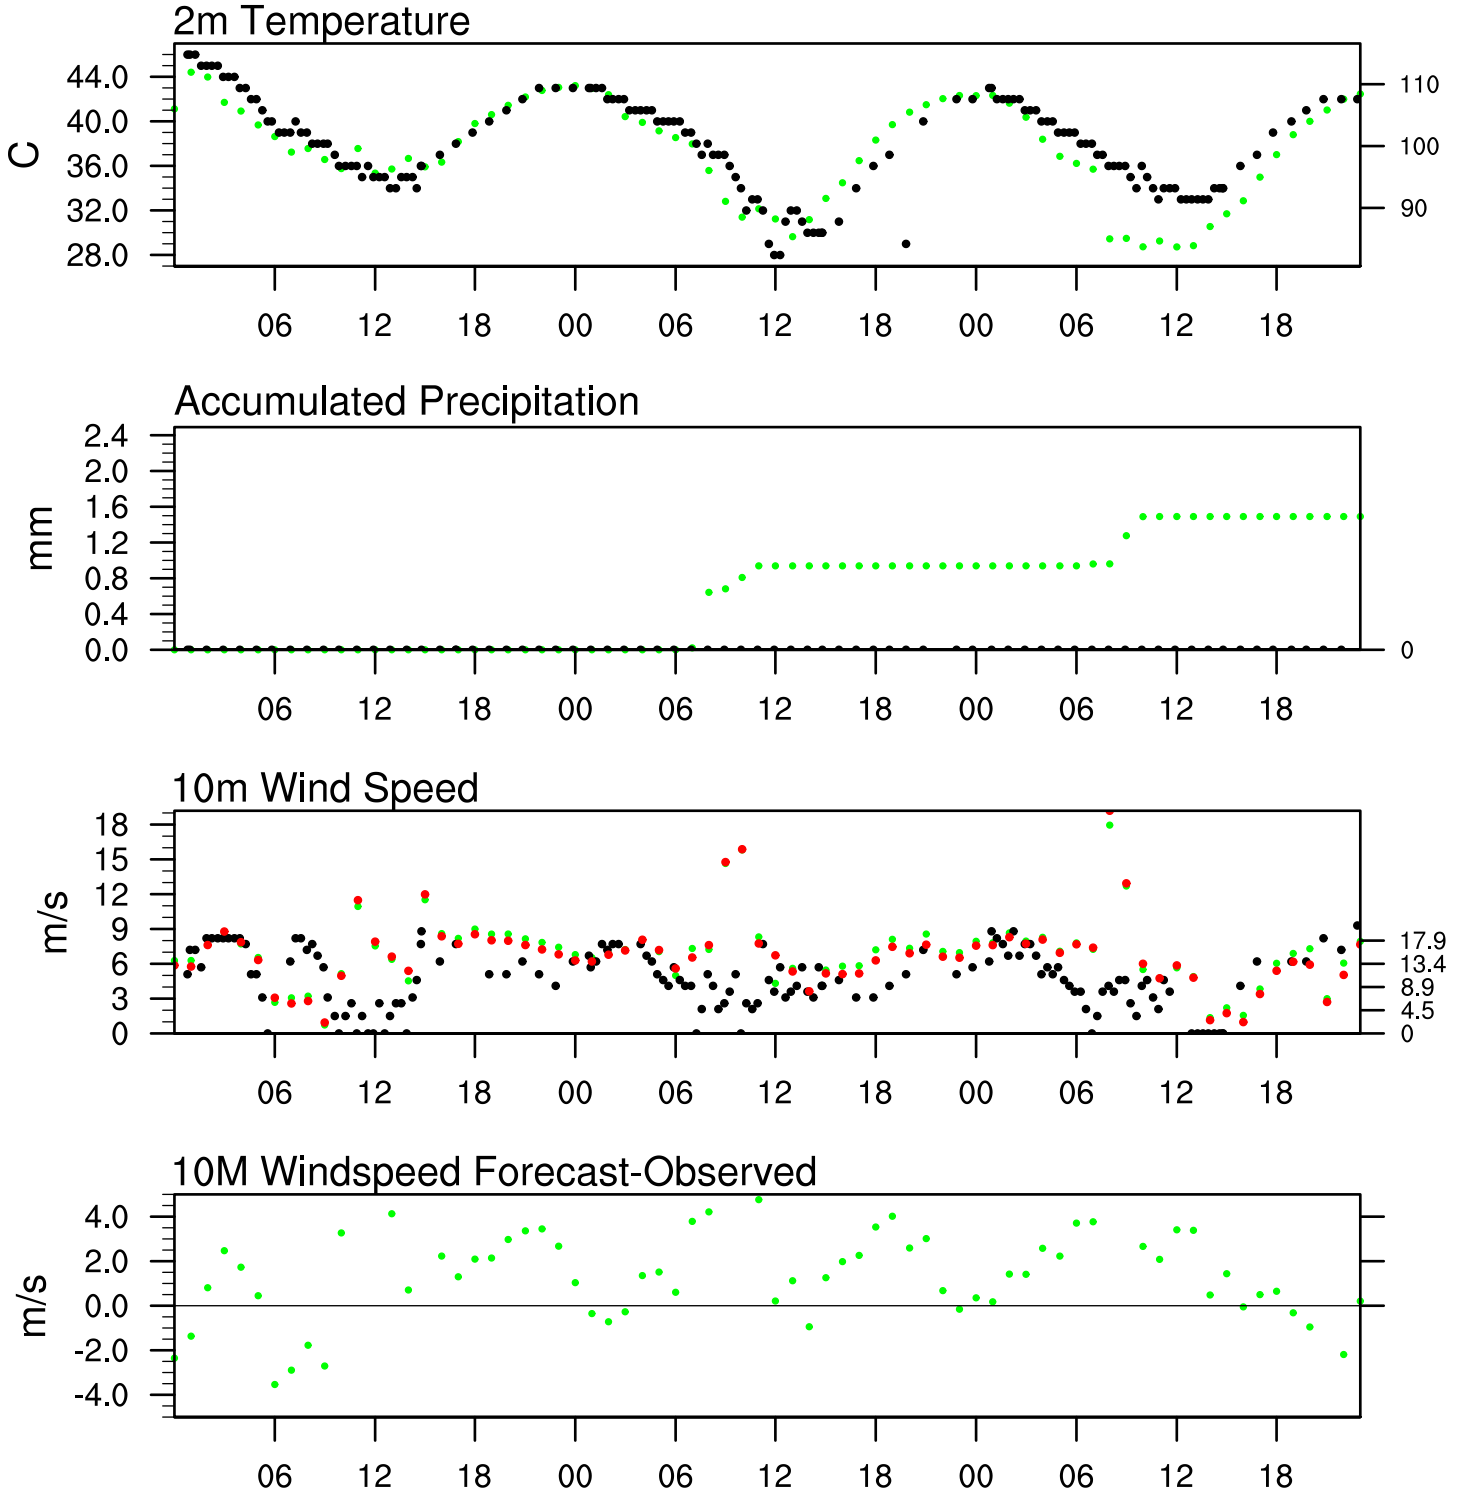 2m Temperature
44.0
40.0
36.0
32.0
28.0
C
110
100
90
06 12 18 00 06 12 18 00 06 12 18
Accumulated Precipitation
2.4
2.0
1.6
1.2
0.8
0.4
0.0
mm
0
06 12 18 00 06 12 18 00 06 12 18
10m Wind Speed
18
15
12
9
6
3
0
m/s
17.9
13.4
8.9
4.5
0
06 12 18 00 06 12 18 00 06 12 18
10M Windspeed Forecast-Observed
4.0
2.0
0.0
-2.0
-4.0
m/s
06 12 18 00 06 12 18 00 06 12 18